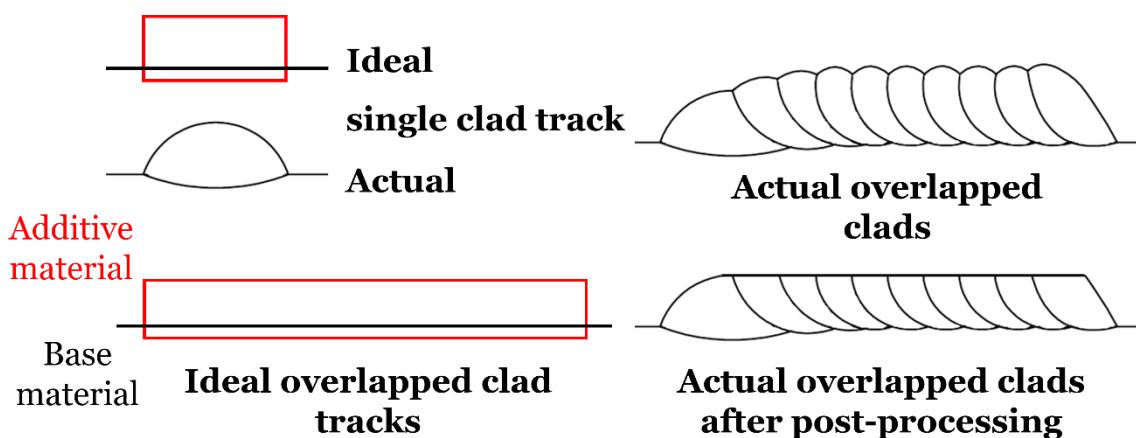 Ideal
single clad track
Actual
Actual overlapped
clads
Additive
material
Base
material
Ideal overlapped clad
tracks
Actual overlapped clads
after post-processing